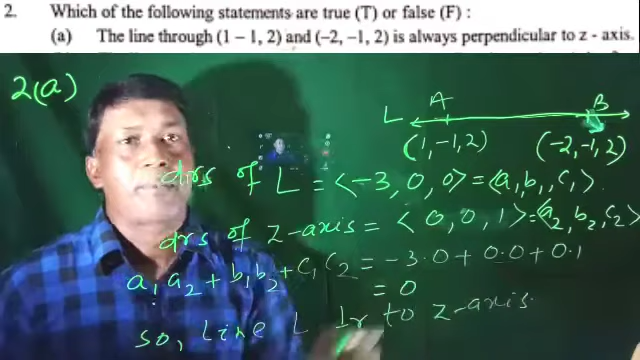 2. Which of the following statements are true (T) or false (F) :
(a) The line through (1 – 1, 2) and (–2, –1, 2) is always perpendicular to z - axis.
2(a)
L A B
(1, -1, 2) (-2, -1, 2)
drs of L = <-3, 0, 0> = <a, b, , c,>.
drs of z-axis = <0, 0, 1> = <a₂, b₂, c₂>
a₁a₂ + b₁b₂ + c₁c₂ = -3.0 + 0.0 + 0.1
= 0
so, Line L ⊥r to z-axis.